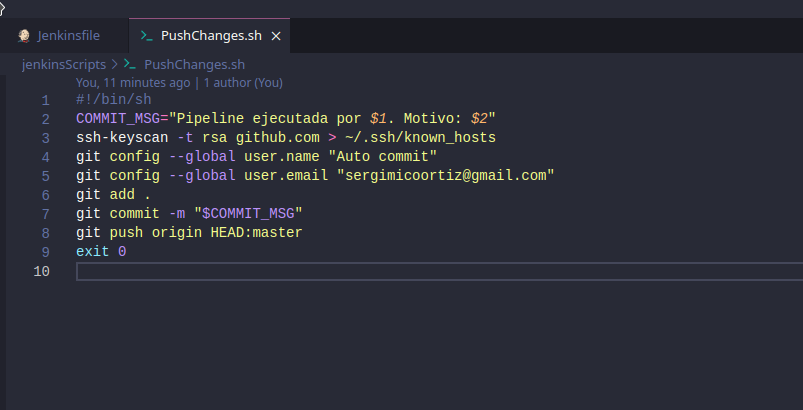 Jenkinsfile
PushChanges.sh
jenkinsScripts > PushChanges.sh
You, 11 minutes ago | 1 author (You)
1 #!/bin/sh
2 COMMIT_MSG="Pipeline ejecutada por $1. Motivo: $2"
3 ssh-keyscan -t rsa github.com > ~/.ssh/known_hosts
4 git config --global user.name "Auto commit"
5 git config --global user.email "sergimicoortiz@gmail.com"
6 git add .
7 git commit -m "$COMMIT_MSG"
8 git push origin HEAD:master
9 exit 0
10